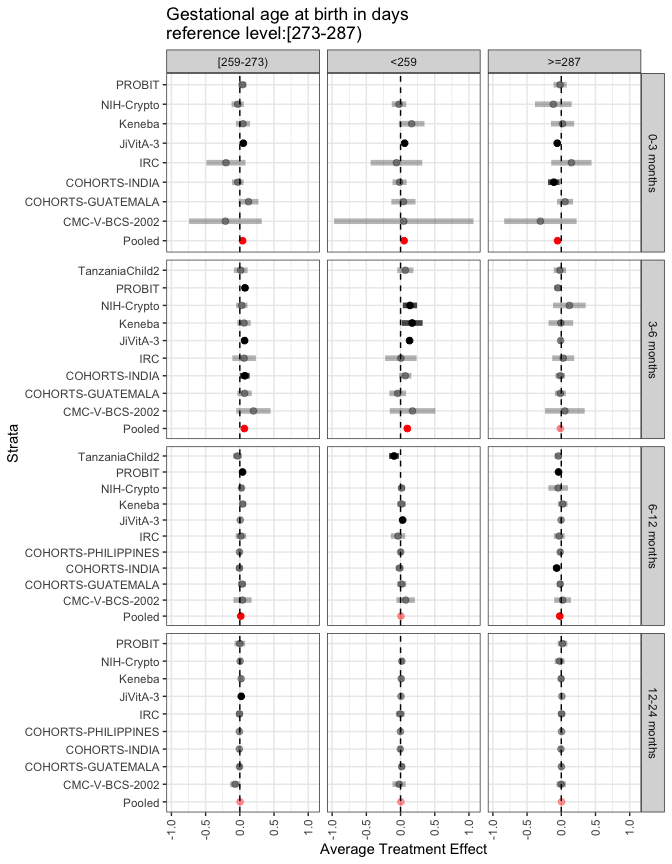 Gestational age at birth in days
reference level:[273-287)
[259-273)
<259
>=287
PROBIT
NIH-Crypto
Keneba
JiVitA-3
IRC
COHORTS-INDIA
COHORTS-GUATEMALA
CMC-V-BCS-2002
Pooled
0-3 months
TanzaniaChild2
PROBIT
NIH-Crypto
Keneba
JiVitA-3
IRC
COHORTS-INDIA
COHORTS-GUATEMALA
CMC-V-BCS-2002
Pooled
3-6 months
TanzaniaChild2
PROBIT
NIH-Crypto
Keneba
JiVitA-3
IRC
COHORTS-PHILIPPINES
COHORTS-INDIA
COHORTS-GUATEMALA
CMC-V-BCS-2002
Pooled
6-12 months
PROBIT
NIH-Crypto
Keneba
JiVitA-3
IRC
COHORTS-PHILIPPINES
COHORTS-INDIA
COHORTS-GUATEMALA
CMC-V-BCS-2002
Pooled
12-24 months
Strata
-1.0 -0.5 0.0 0.5 1.0
-1.0 -0.5 0.0 0.5 1.0
-1.0 -0.5 0.0 0.5 1.0
Average Treatment Effect